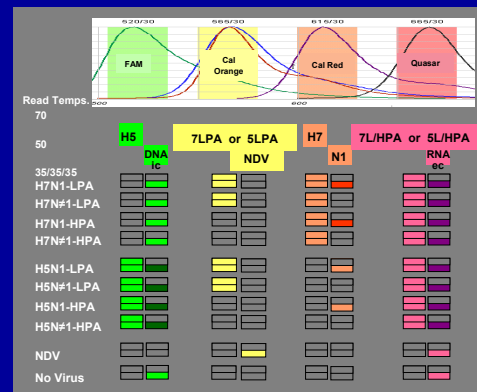 520/30 565/30 615/30 665/30
FAM Cal Orange Cal Red Quasar
500 600
Read Temps.
70
H5 7LPA or 5LPA H7 7L/HPA or 5L/HPA
50 DNA ic NDV N1 RNA ec
35/35/35
H7N1-LPA
H7N≠1-LPA
H7N1-HPA
H7N≠1-HPA
H5N1-LPA
H5N≠1-LPA
H5N1-HPA
H5N≠1-HPA
NDV
No Virus